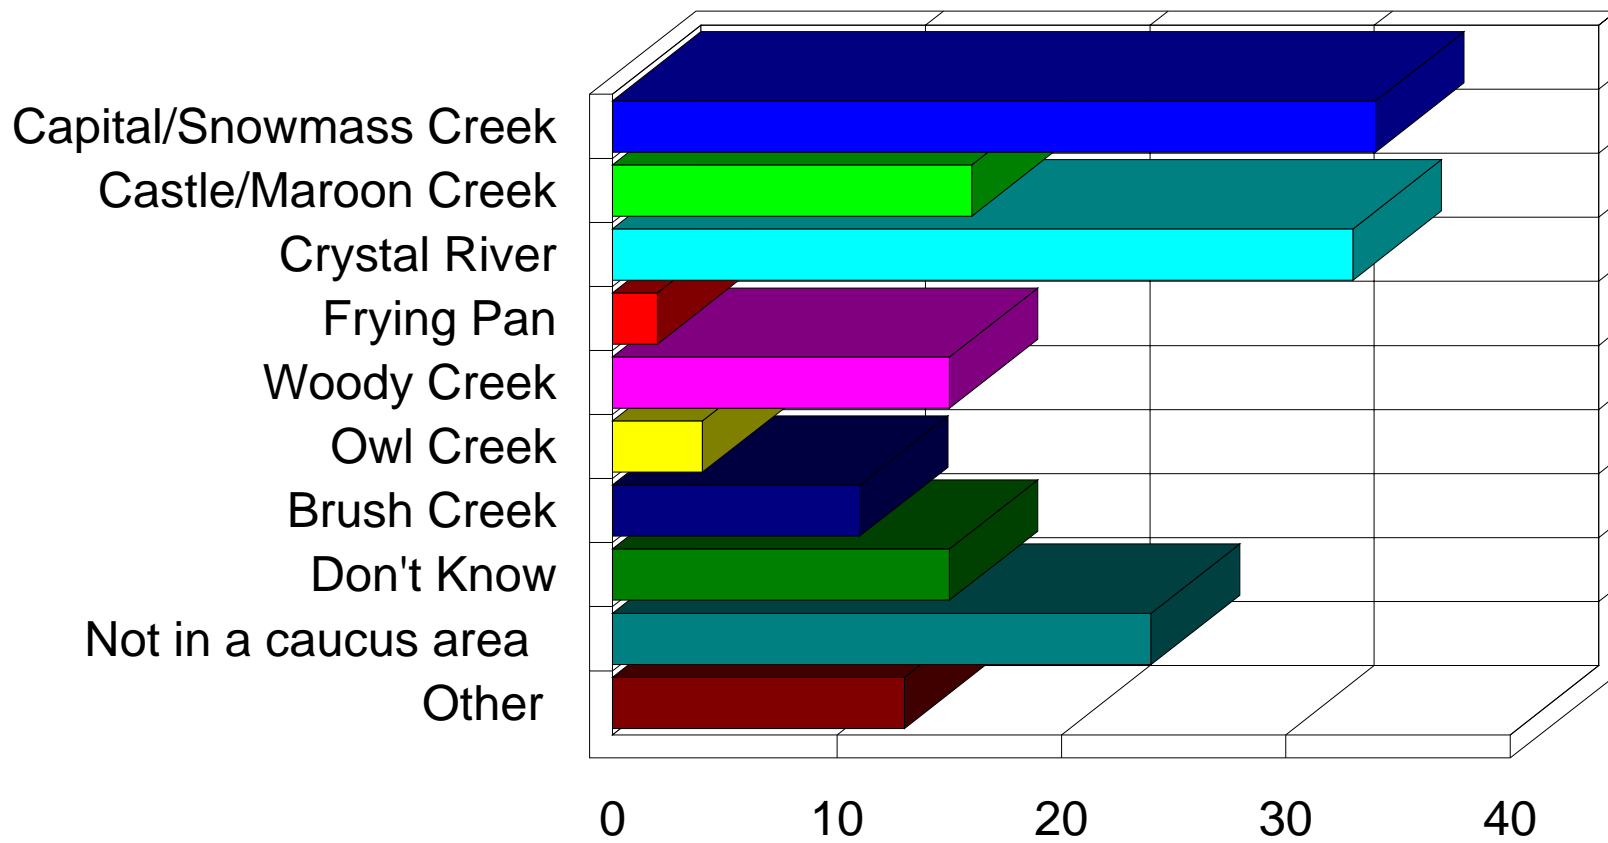 Capital/Snowmass Creek
Castle/Maroon Creek
Crystal River
Frying Pan
Woody Creek
Owl Creek
Brush Creek
Don't Know
Not in a caucus area
Other
0 10 20 30 40